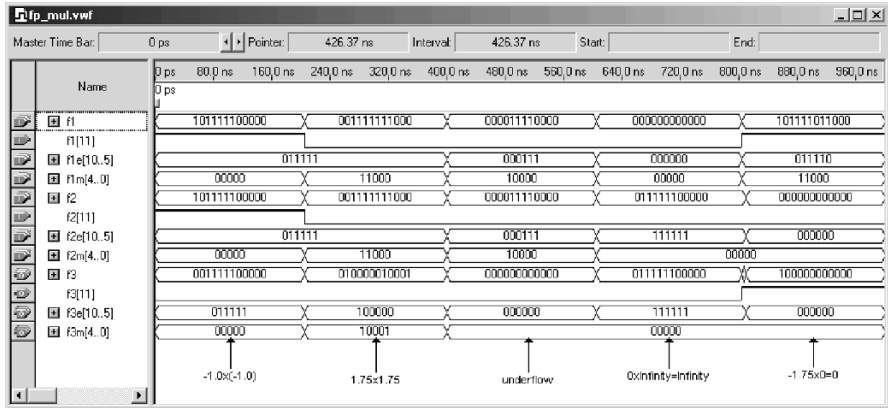 fp_mul.vwf
Master Time Bar: 0 ps Pointer: 426.37 ns Interval: 426.37 ns Start: End:
Name 0 ps 80.0 ns 160.0 ns 240.0 ns 320.0 ns 400.0 ns 480.0 ns 560.0 ns 640.0 ns 720.0 ns 800.0 ns 880.0 ns 960.0 ns
0 ps
f1 101111100000 001111111000 000011110000 000000000000 101111011000
f1[11]
f1e[10..5] 011111 000111 000000 011110
f1m[4..0] 00000 11000 10000 00000 11000
f2 101111100000 001111111000 000011110000 011111100000 000000000000
f2[11]
f2e[10..5] 011111 000111 111111 000000
f2m[4..0] 00000 11000 10000 00000
f3 001111100000 010000010001 000000000000 011111100000 100000000000
f3[11]
f3e[10..5] 011111 100000 000000 111111 000000
f3m[4..0] 00000 10001 00000
-1.0x(-1.0) 1.75x1.75 underflow 0xInfinity=Infinity -1.75x0=0